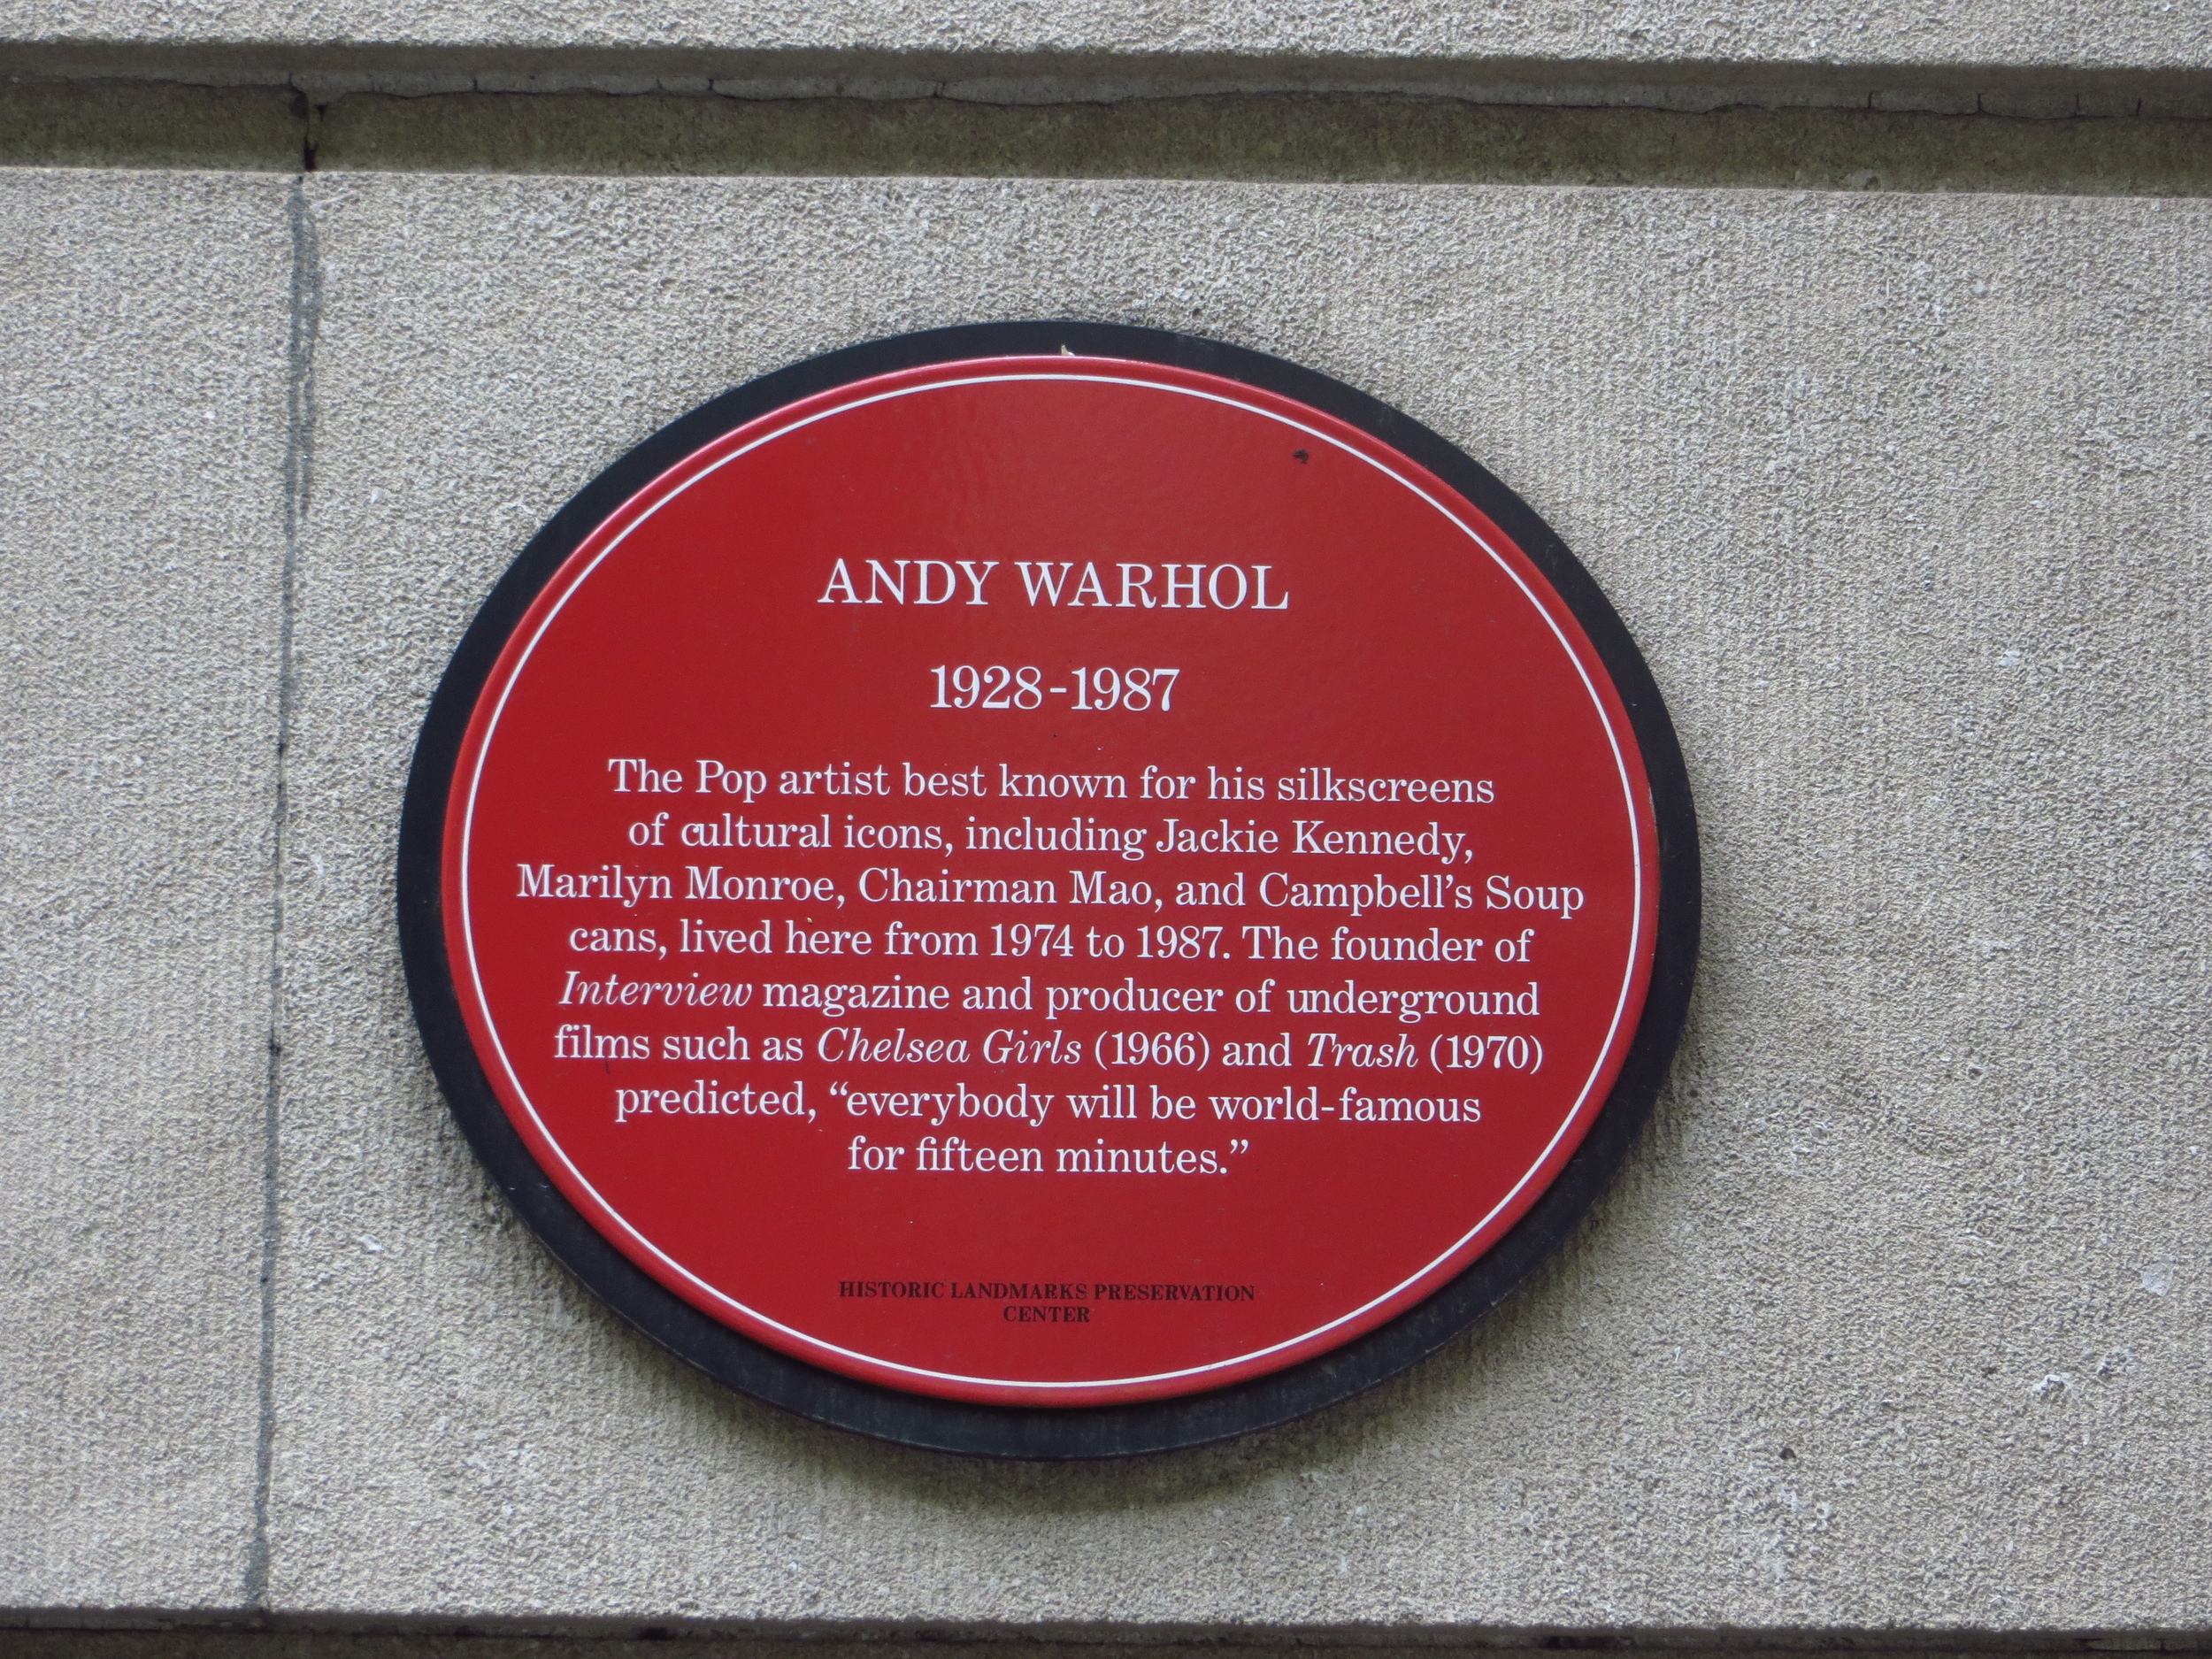 ANDY WARHOL
1928-1987
The Pop artist best known for his silkscreens
of cultural icons, including Jackie Kennedy,
Marilyn Monroe, Chairman Mao, and Campbell's Soup
cans, lived here from 1974 to 1987. The founder of
Interview magazine and producer of underground
films such as Chelsea Girls (1966) and Trash (1970)
predicted, “everybody will be world-famous
for fifteen minutes.”
HISTORIC LANDMARKS PRESERVATION
CENTER